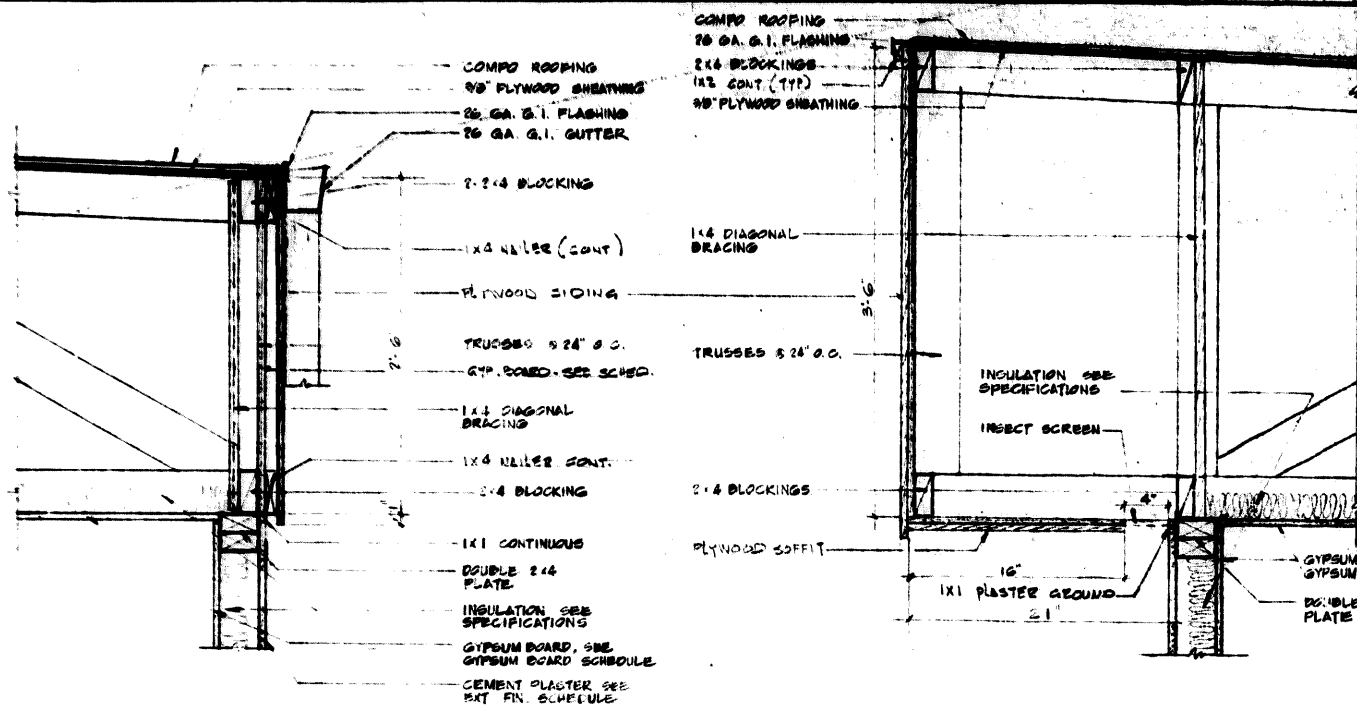 COMPO ROOFING
3/8" PLYWOOD SHEATHING
26 GA. G.I. FLASHING
26 GA. G.I. GUTTER
2-2x4 BLOCKING
1x4 NAILER (CONT)
PLYWOOD SIDING
TRUSSES @ 24" O.C.
GYP. BOARD - SEE SCHED.
1x4 DIAGONAL
BRACING
1x4 NAILER CONT.
2x4 BLOCKING
1x1 CONTINUOUS
DOUBLE 2x4
PLATE
INSULATION SEE
SPECIFICATIONS
GYPSUM BOARD, SEE
GYPSUM BOARD SCHEDULE
CEMENT PLASTER SEE
EXT FIN. SCHEDULE
2'-6
COMPO ROOFING
26 GA. G.I. FLASHING
2x4 BLOCKINGS
1x2 CONT (TYP)
3/8" PLYWOOD SHEATHING
1x4 DIAGONAL
BRACING
3'-6"
TRUSSES @ 24" O.C.
INSULATION SEE
SPECIFICATIONS
INSECT SCREEN
2x4 BLOCKINGS
4"
PLYWOOD SOFFIT
16"
1x1 PLASTER GROUND
21"
GYPSUM
GYPSUM
DOUBLE
PLATE